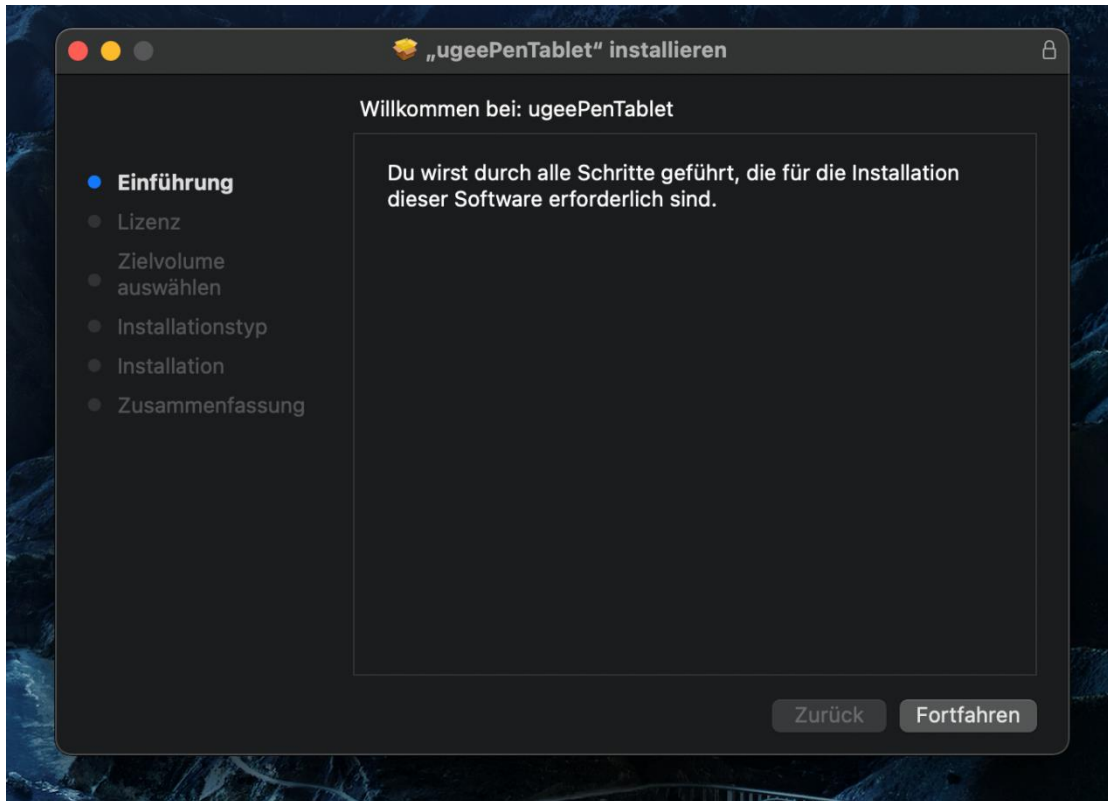 „ugeePenTablet“ installieren
Willkommen bei: ugeePenTablet
Einführung
Lizenz
Zielvolume
auswählen
Installationstyp
Installation
Zusammenfassung
Du wirst durch alle Schritte geführt, die für die Installation
dieser Software erforderlich sind.
Zurück
Fortfahren